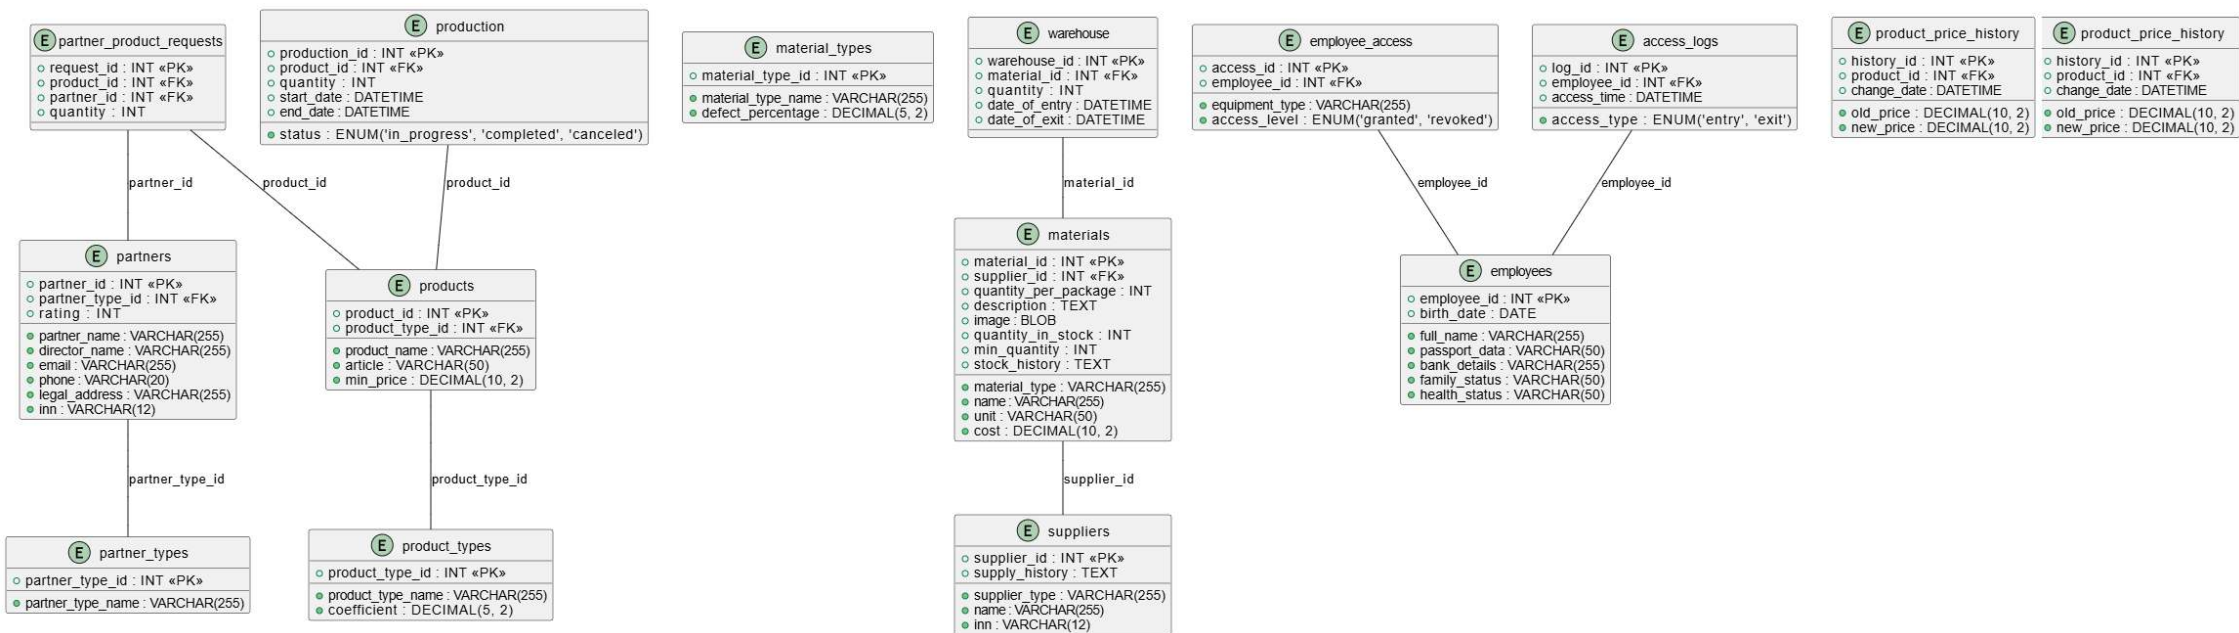 E partner_product_requests
request_id : INT «PK»
product_id : INT «FK»
partner_id : INT «FK»
quantity : INT
E production
production_id : INT «PK»
product_id : INT «FK»
quantity : INT
start_date : DATETIME
end_date : DATETIME
status : ENUM('in_progress', 'completed', 'canceled')
E material_types
material_type_id : INT «PK»
material_type_name : VARCHAR(255)
defect_percentage : DECIMAL(5, 2)
E warehouse
warehouse_id : INT «PK»
material_id : INT «FK»
quantity : INT
date_of_entry : DATETIME
date_of_exit : DATETIME
E employee_access
access_id : INT «PK»
employee_id : INT «FK»
equipment_type : VARCHAR(255)
access_level : ENUM('granted', 'revoked')
E access_logs
log_id : INT «PK»
employee_id : INT «FK»
access_time : DATETIME
access_type : ENUM('entry', 'exit')
E product_price_history
history_id : INT «PK»
product_id : INT «FK»
change_date : DATETIME
old_price : DECIMAL(10, 2)
new_price : DECIMAL(10, 2)
E product_price_history
history_id : INT «PK»
product_id : INT «FK»
change_date : DATETIME
old_price : DECIMAL(10, 2)
new_price : DECIMAL(10, 2)
partner_id
product_id
product_id
material_id
employee_id
employee_id
E partners
partner_id : INT «PK»
partner_type_id : INT «FK»
rating : INT
partner_name : VARCHAR(255)
director_name : VARCHAR(255)
email : VARCHAR(255)
phone : VARCHAR(20)
legal_address : VARCHAR(255)
inn : VARCHAR(12)
E products
product_id : INT «PK»
product_type_id : INT «FK»
product_name : VARCHAR(255)
article : VARCHAR(50)
min_price : DECIMAL(10, 2)
E materials
material_id : INT «PK»
supplier_id : INT «FK»
quantity_per_package : INT
description : TEXT
image : BLOB
quantity_in_stock : INT
min_quantity : INT
stock_history : TEXT
material_type : VARCHAR(255)
name : VARCHAR(255)
unit : VARCHAR(50)
cost : DECIMAL(10, 2)
E employees
employee_id : INT «PK»
birth_date : DATE
full_name : VARCHAR(255)
passport_data : VARCHAR(50)
bank_details : VARCHAR(255)
family_status : VARCHAR(50)
health_status : VARCHAR(50)
partner_type_id
product_type_id
supplier_id
E partner_types
partner_type_id : INT «PK»
partner_type_name : VARCHAR(255)
E product_types
product_type_id : INT «PK»
product_type_name : VARCHAR(255)
coefficient : DECIMAL(5, 2)
E suppliers
supplier_id : INT «PK»
supply_history : TEXT
supplier_type : VARCHAR(255)
name : VARCHAR(255)
inn : VARCHAR(12)